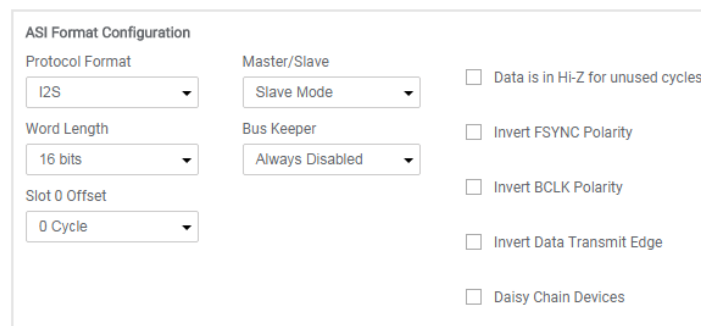 ASI Format Configuration
Protocol Format
I2S
Word Length
16 bits
Slot 0 Offset
0 Cycle
Master/Slave
Slave Mode
Bus Keeper
Always Disabled
Data is in Hi-Z for unused cycles
Invert FSYNC Polarity
Invert BCLK Polarity
Invert Data Transmit Edge
Daisy Chain Devices